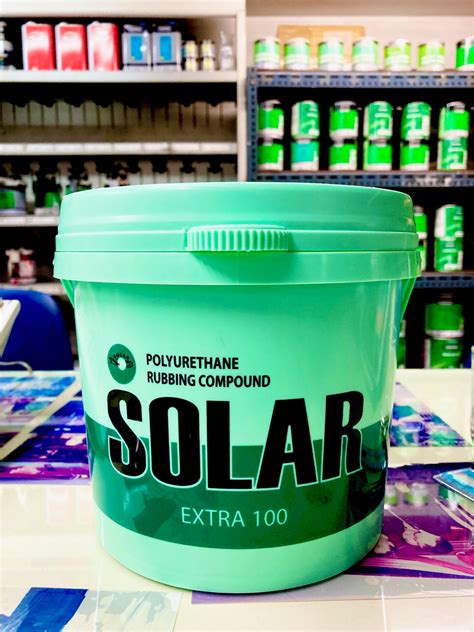 POLYURETHANE
RUBBING COMPOUND
SOLAR
EXTRA 100